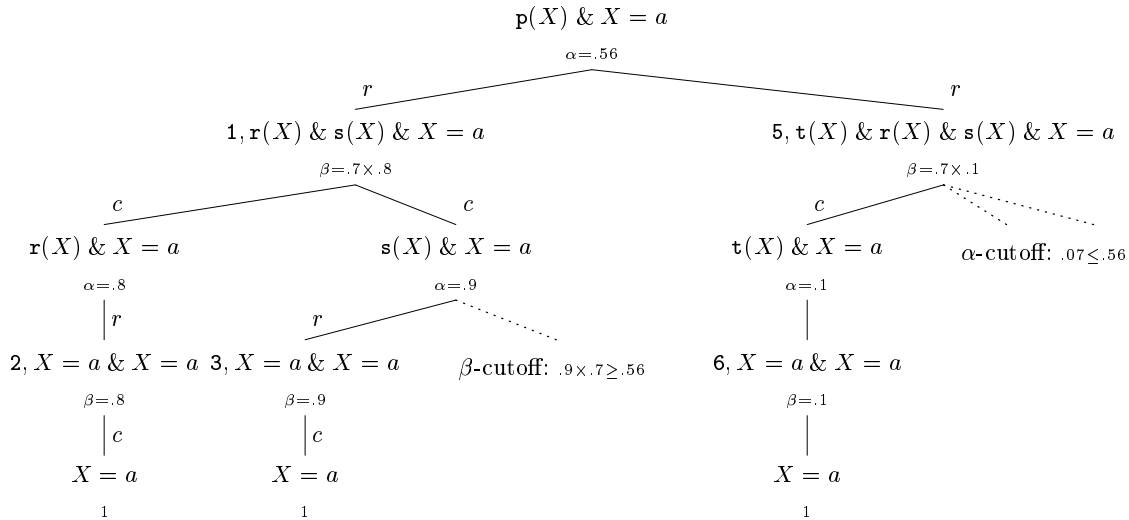 p(X) & X = a
α=.56
r r
1, r(X) & s(X) & X = a 5, t(X) & r(X) & s(X) & X = a
β=.7×.8 β=.7×.1
c c c
r(X) & X = a s(X) & X = a t(X) & X = a α-cutoff: .07≤.56
α=.8 α=.9 α=.1
r r
2, X = a & X = a 3, X = a & X = a β-cutoff: .9×.7≥.56 6, X = a & X = a
β=.8 β=.9 β=.1
c c
X = a X = a X = a
1 1 1